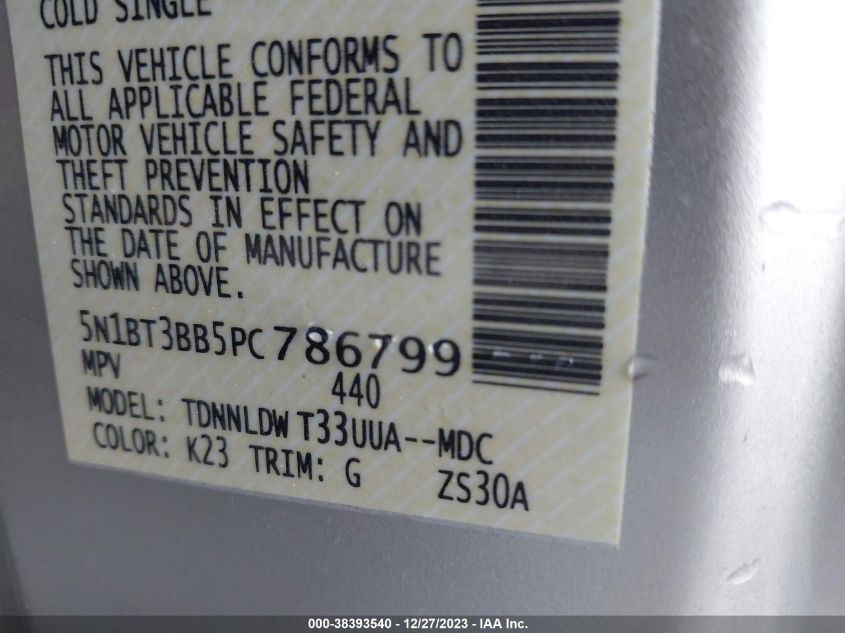 COLD SINGLE
THIS VEHICLE CONFORMS TO
ALL APPLICABLE FEDERAL
MOTOR VEHICLE SAFETY AND
THEFT PREVENTION
STANDARDS IN EFFECT ON
THE DATE OF MANUFACTURE
SHOWN ABOVE.
5N1BT3BB5PC786799
MPV 440
MODEL: TDNNLDW T33UUA--MDC
COLOR: K23 TRIM: G ZS30A
000-38393540 - 12/27/2023 - IAA Inc.